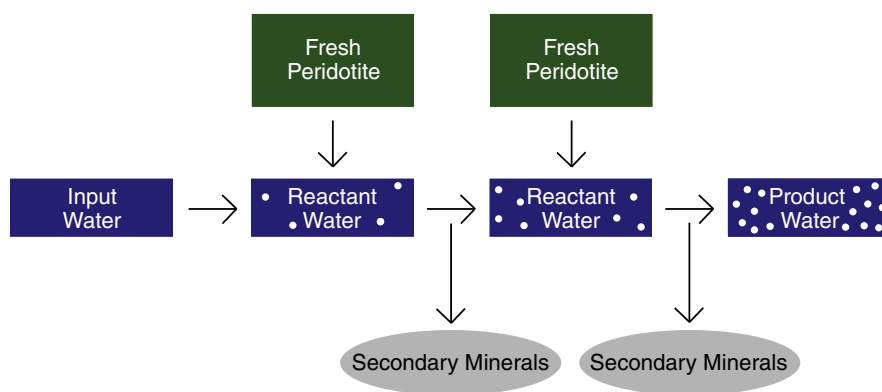 Fresh
Peridotite
Fresh
Peridotite
Input
Water
Reactant
Water
Reactant
Water
Product
Water
Secondary Minerals
Secondary Minerals